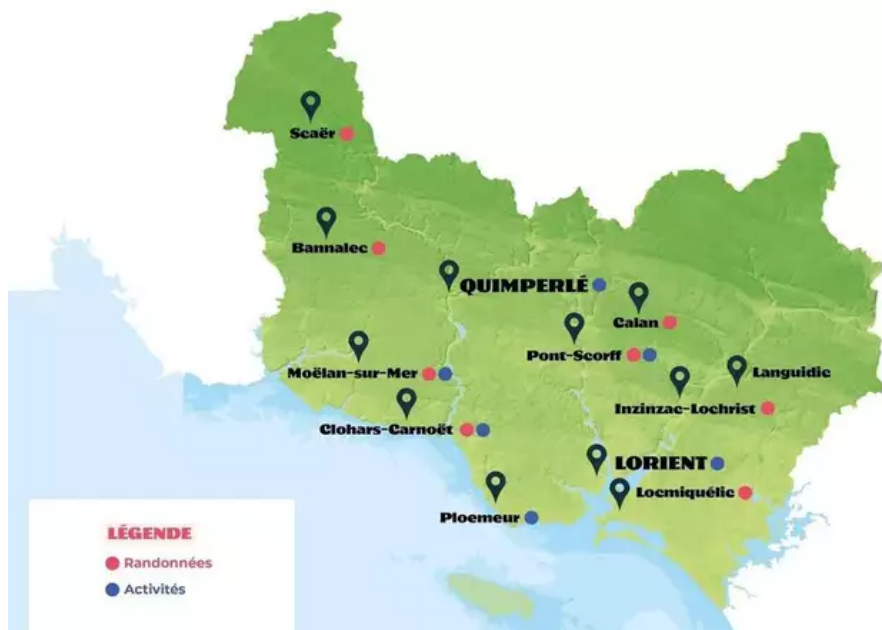 Scaër
Bannalec
QUIMPERLÉ
Calan
Pont-Scorff
Languidic
Moëlan-sur-Mer
Inzinzac-Lochrist
Clohars-Carnoët
LORIENT
Locmiquélic
Ploemeur
LÉGENDE
Randonnées
Activités